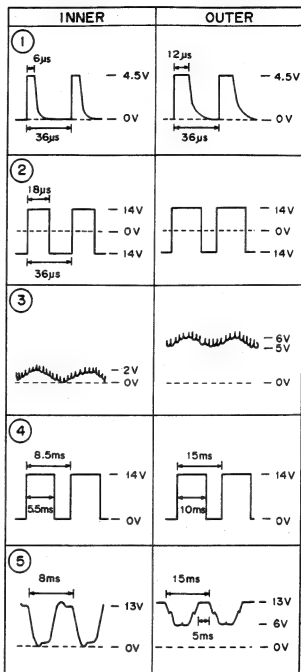 INNER OUTER
1
6µs 12µs
4.5V 4.5V
0V 0V
36µs 36µs
2
18µs
14V 14V
0V 0V
14V 14V
36µs
3
6V
5V
2V
0V 0V
4
8.5ms 15ms
14V 14V
5.5ms 10ms
0V 0V
5
8ms 15ms
13V 13V
6V
5ms
0V 0V